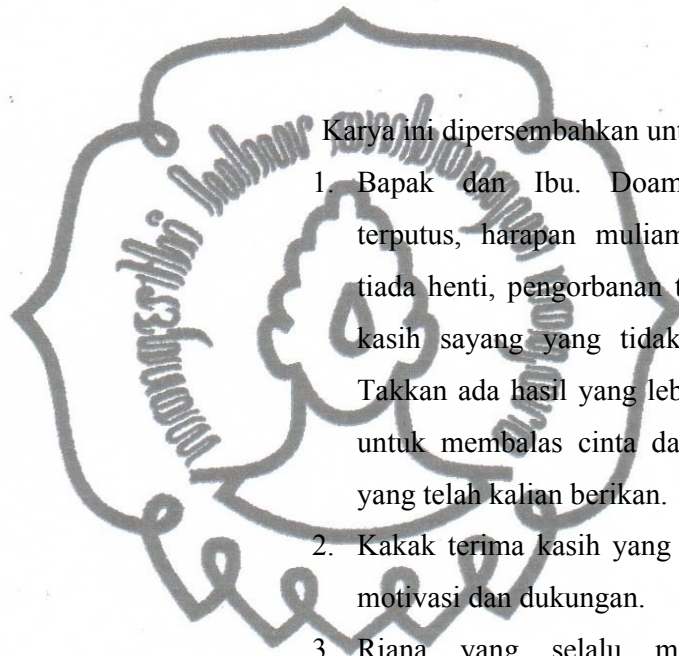 Karya ini dipersembahkan unt
1. Bapak dan Ibu. Doam
terputus, harapan muliam
tiada henti, pengorbanan t
kasih sayang yang tidak
Takkan ada hasil yang leb
untuk membalas cinta da
yang telah kalian berikan.
2. Kakak terima kasih yang
motivasi dan dukungan.
3. Riana yang selalu m